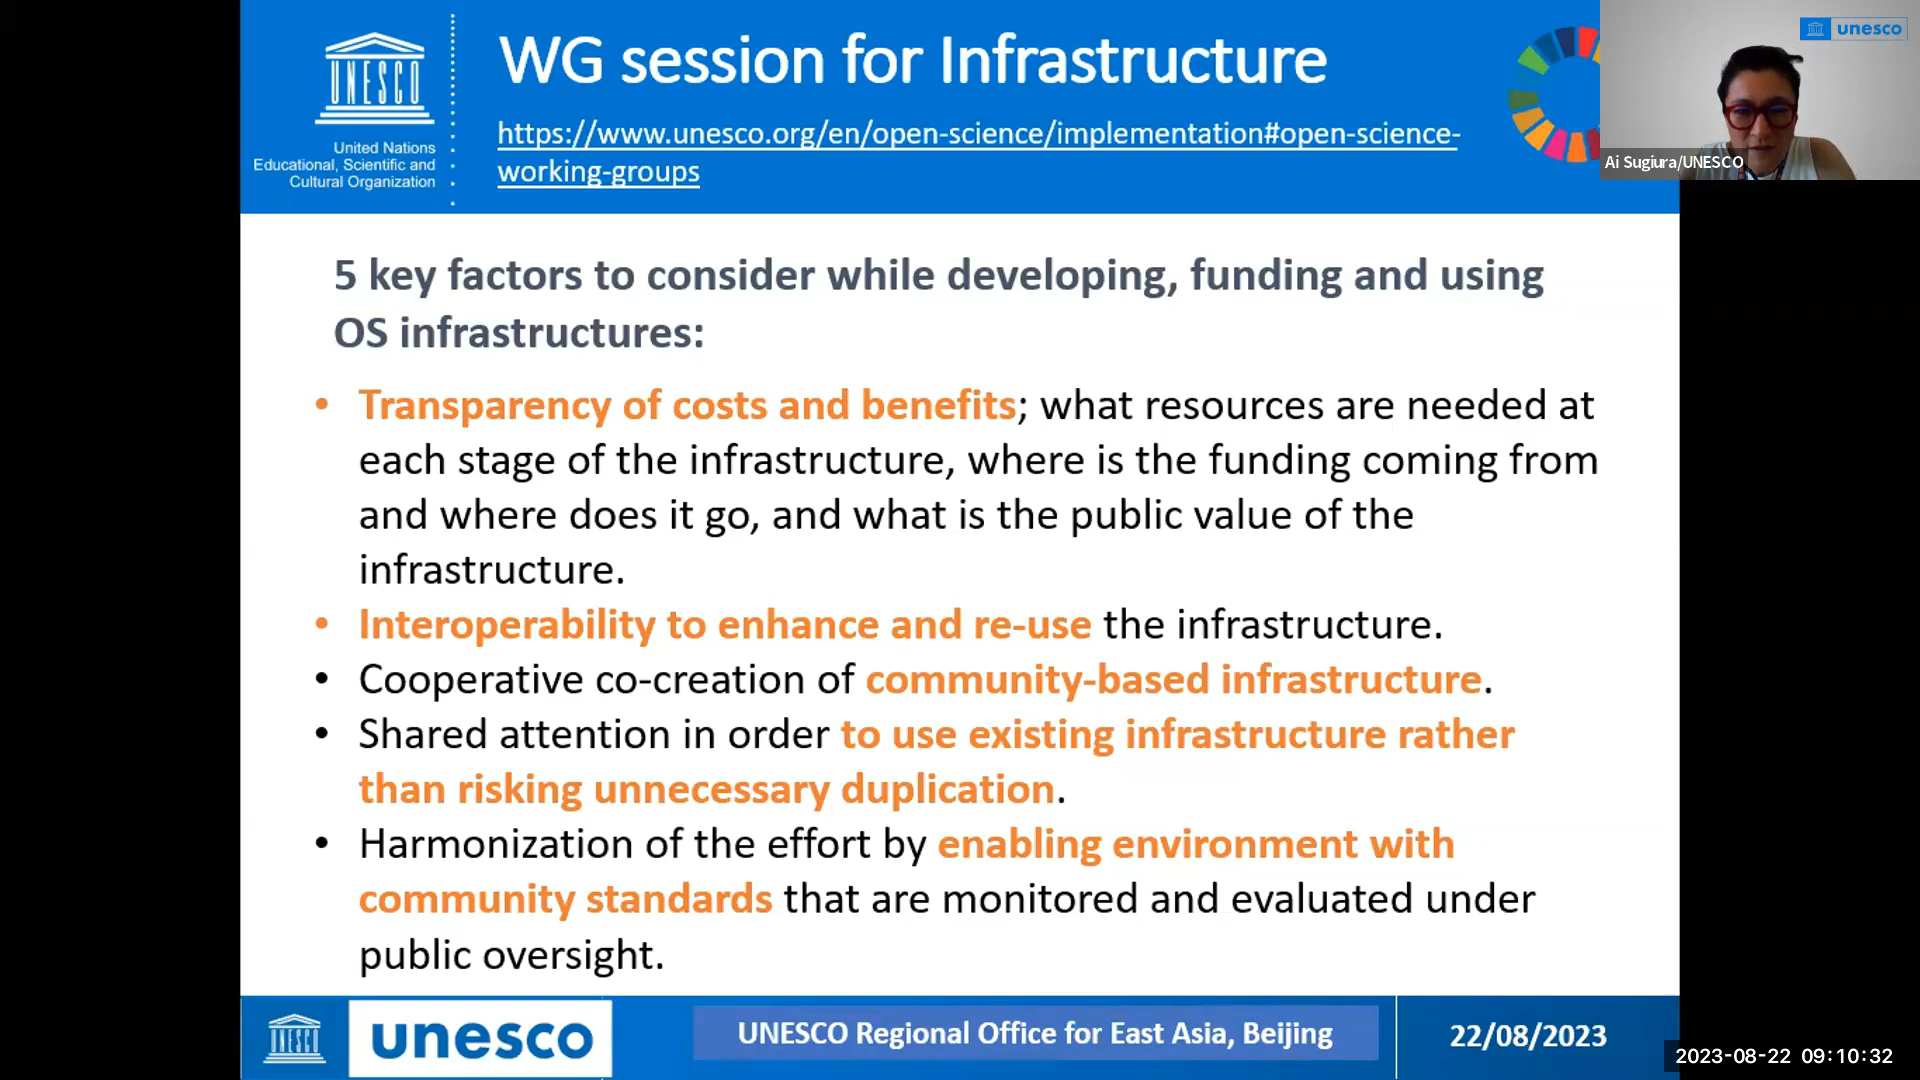 WG session for Infrastructure
https://www.unesco.org/en/open-science/implementation#open-science-
working-groups
UNESCO
United Nations
Educational, Scientific and
Cultural Organization
unesco
Ai Sugiura/UNESCO
5 key factors to consider while developing, funding and using
OS infrastructures:
• Transparency of costs and benefits; what resources are needed at
each stage of the infrastructure, where is the funding coming from
and where does it go, and what is the public value of the
infrastructure.
• Interoperability to enhance and re-use the infrastructure.
• Cooperative co-creation of community-based infrastructure.
• Shared attention in order to use existing infrastructure rather
than risking unnecessary duplication.
• Harmonization of the effort by enabling environment with
community standards that are monitored and evaluated under
public oversight.
unesco
UNESCO Regional Office for East Asia, Beijing
22/08/2023
2023-08-22 09:10:32